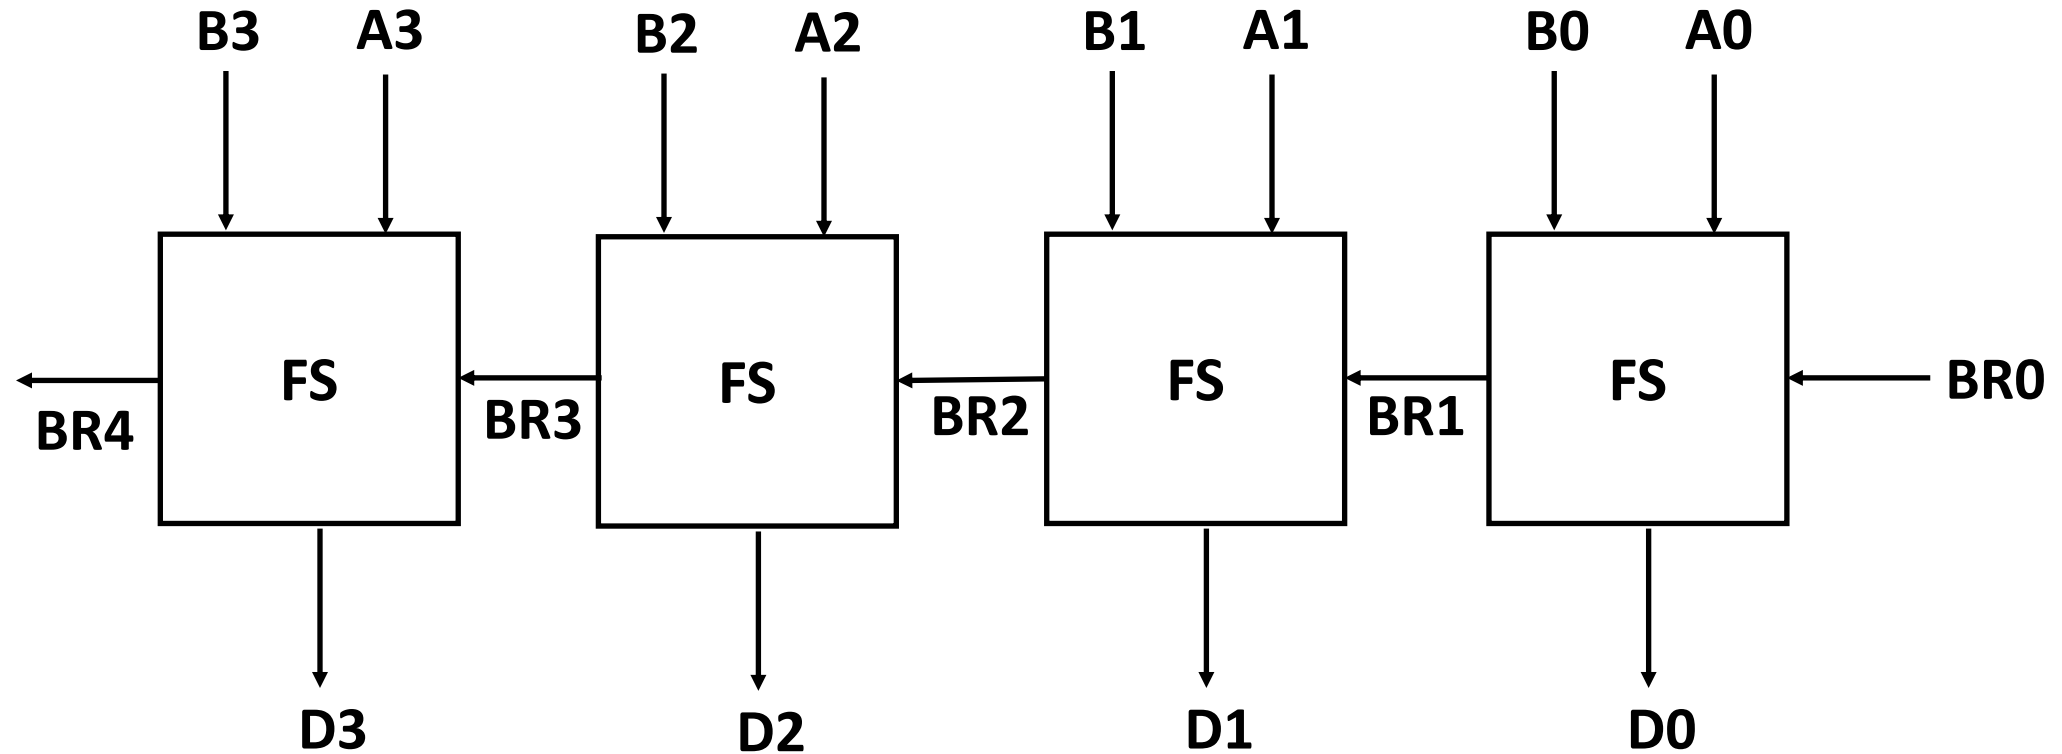 B3 A3 B2 A2 B1 A1 B0 A0
FS FS FS FS BR0
BR4 BR3 BR2 BR1
D3 D2 D1 D0